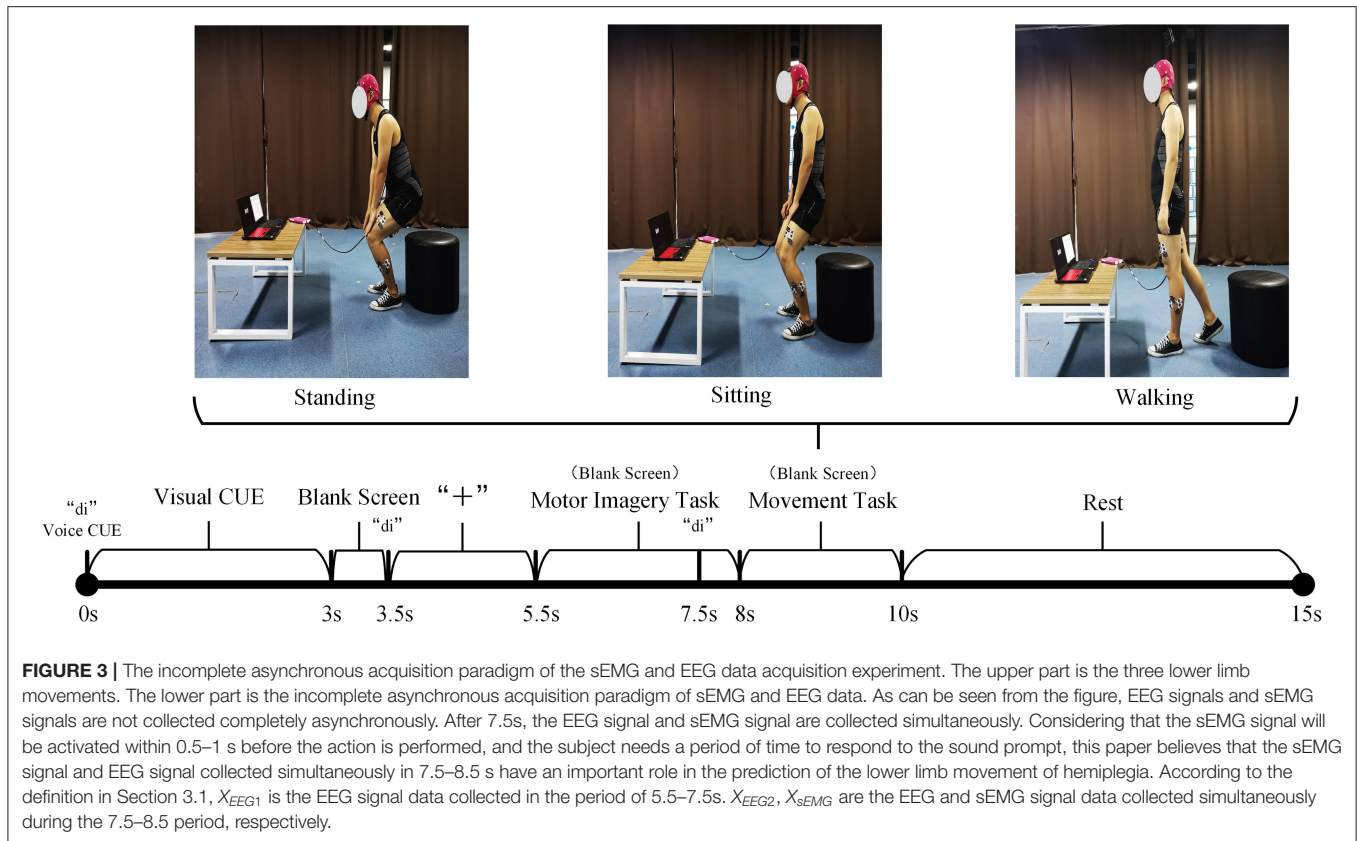 Standing
Sitting
Walking
“di”
Voice CUE
Visual CUE
Blank Screen
“di”
“+”
（Blank Screen）
Motor Imagery Task
“di”
（Blank Screen）
Movement Task
Rest
0s
3s
3.5s
5.5s
7.5s
8s
10s
15s
FIGURE 3 | The incomplete asynchronous acquisition paradigm of the sEMG and EEG data acquisition experiment. The upper part is the three lower limb
movements. The lower part is the incomplete asynchronous acquisition paradigm of sEMG and EEG data. As can be seen from the figure, EEG signals and sEMG
signals are not collected completely asynchronously. After 7.5s, the EEG signal and sEMG signal are collected simultaneously. Considering that the sEMG signal will
be activated within 0.5–1 s before the action is performed, and the subject needs a period of time to respond to the sound prompt, this paper believes that the sEMG
signal and EEG signal collected simultaneously in 7.5–8.5 s have an important role in the prediction of the lower limb movement of hemiplegia. According to the
definition in Section 3.1, X_EEG1 is the EEG signal data collected in the period of 5.5–7.5s. X_EEG2, X_sEMG are the EEG and sEMG signal data collected simultaneously
during the 7.5–8.5 period, respectively.